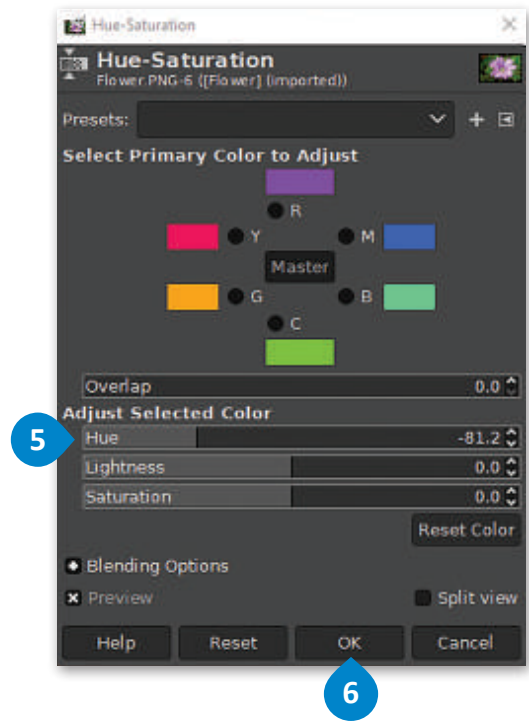 Hue-Saturation
Hue-Saturation
Flower.PNG-6 ([Flower] (imported))
Presets:
Select Primary Color to Adjust
R
Y M
Master
G B
C
Overlap 0.0
Adjust Selected Color
5 Hue -81.2
Lightness 0.0
Saturation 0.0
Reset Color
Blending Options
Preview Split view
Help Reset OK Cancel
6